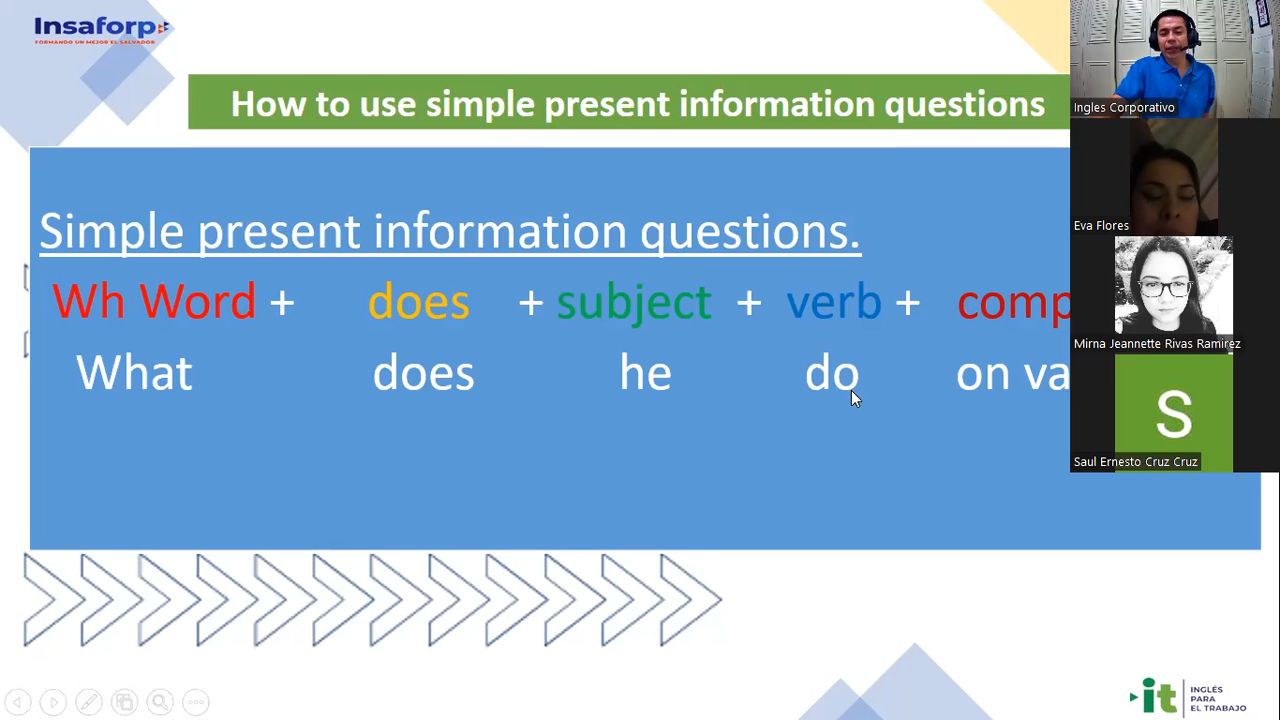 Insaforp
FORMANDO UN MEJOR EL SALVADOR
How to use simple present information questions
Simple present information questions.
Wh Word + does + subject + verb + comp
What does he do on va
Ingles Corporativo
Eva Flores
Mirna Jeannette Rivas Ramirez
S
Saul Ernesto Cruz Cruz
it INGLÉS
PARA
EL TRABAJO